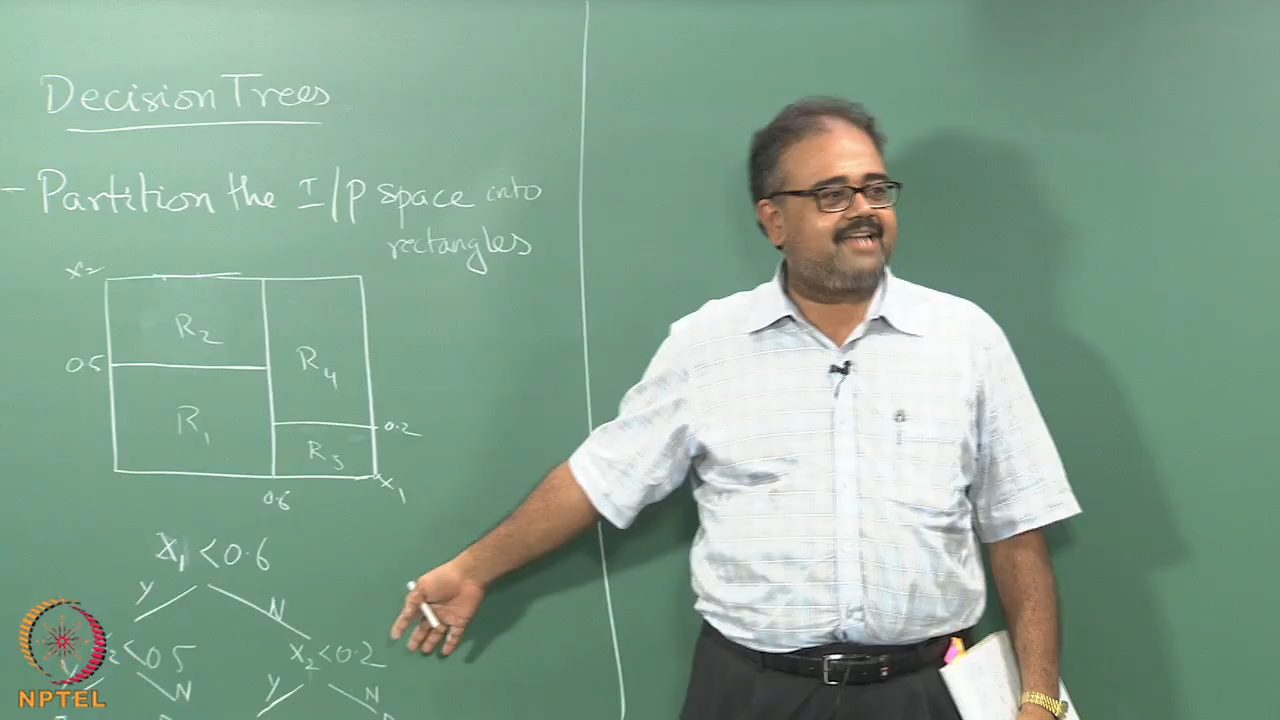 Decision Trees
- Partition the I/p space into
rectangles
x₂
R₂
R₄
0.5
R₁
0.2
R₃
x₁
0.6
X₁ < 0.6
Y N
< 0.5 X₂ < 0.2
N Y N
NPTEL